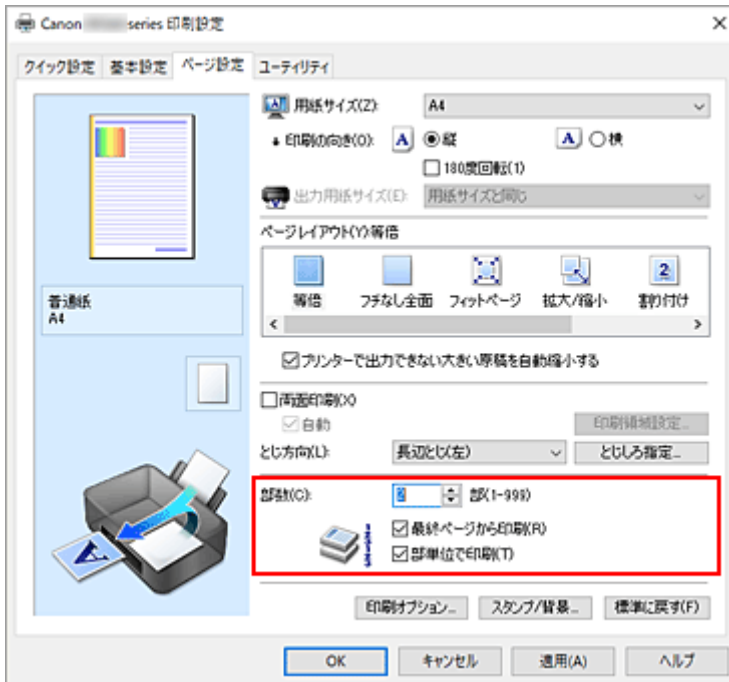 Canon series 印刷設定
クイック設定 基本設定 ページ設定 ユーティリティ
用紙サイズ(Z): A4
印刷の向き(O): A 縦 A 横
180度回転(1)
出力用紙サイズ(E): 用紙サイズと同じ
ページレイアウト(Y):等倍
等倍 フチなし全面 フィットページ 拡大/縮小 2 割り付け
普通紙
A4
プリンターで出力できない大きい原稿を自動縮小する
両面印刷(X)
自動 印刷領域設定...
とじ方向(L): 長辺とじ(左) とじしろ指定...
部数(C): 2 部(1-999)
最終ページから印刷(R)
部単位で印刷(T)
印刷オプション... スタンプ/背景... 標準に戻す(F)
OK キャンセル 適用(A) ヘルプ